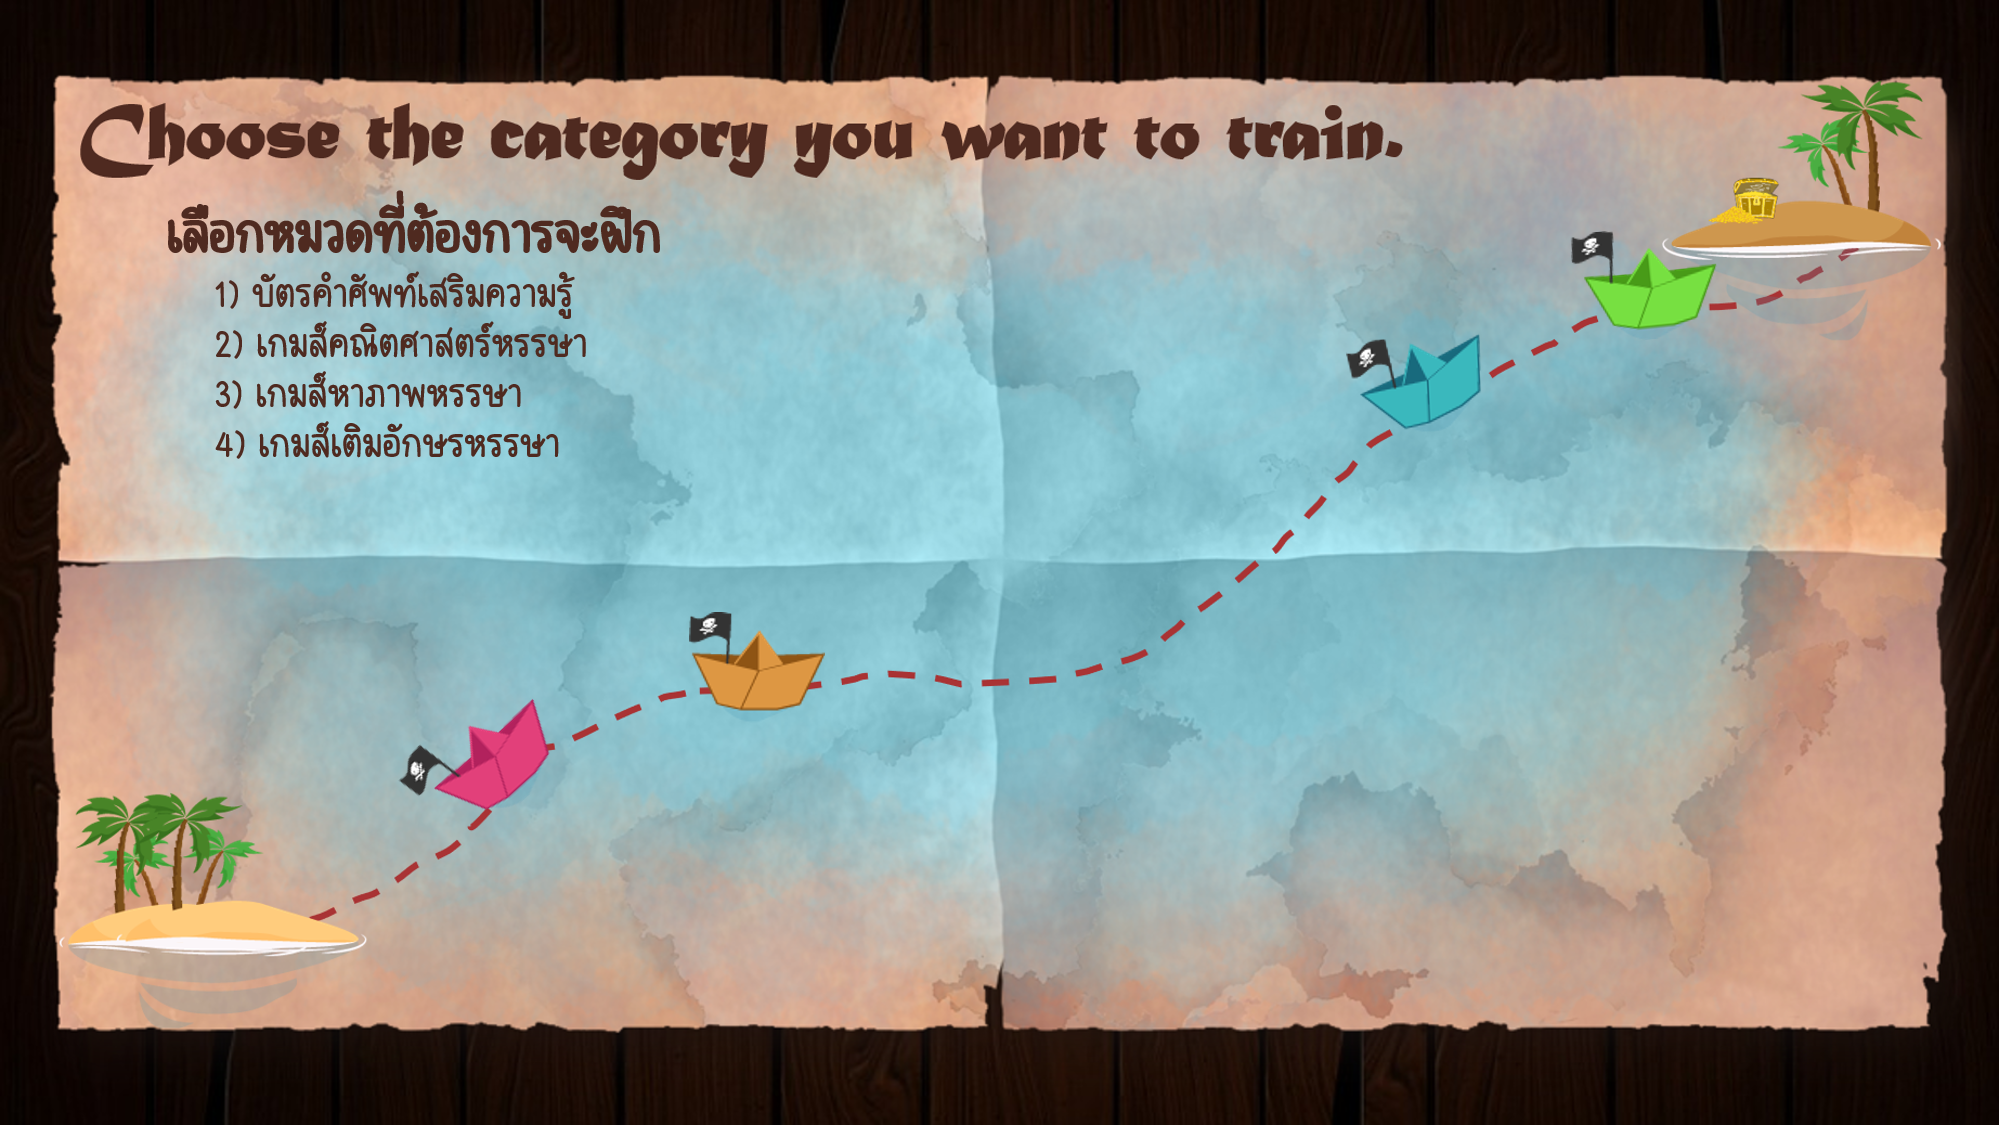 Choose the category you want to train.
เลือกหมวดที่ต้องการจะฝึก
1) บัตรคำศัพท์เสริมความรู้
2) เกมส์คณิตศาสตร์หรรษา
3) เกมส์หาภาพหรรษา
4) เกมส์เติมอักษรหรรษา